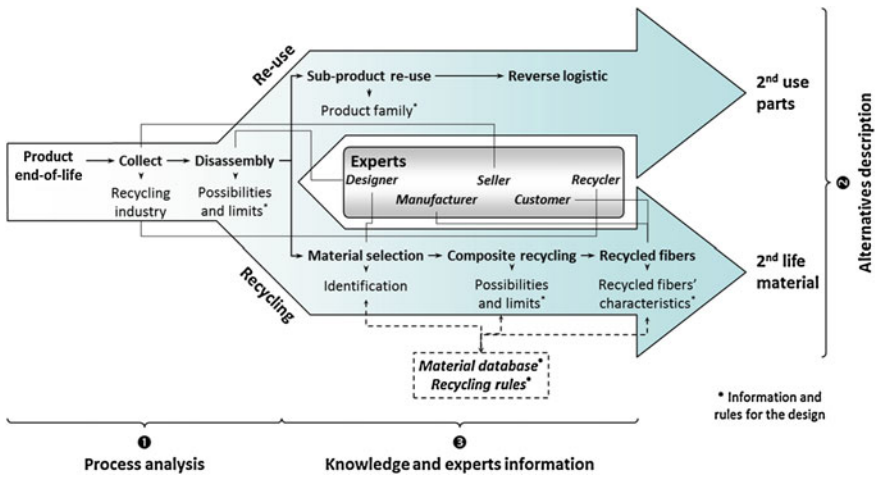 Re-use
Sub-product re-use
Reverse logistic
Product family*
2nd use
parts
Product
end-of-life
Collect
Disassembly
Recycling
industry
Possibilities
and limits*
Experts
Designer
Seller
Recycler
Manufacturer
Customer
Alternatives description
❷
Recycling
Material selection
Composite recycling
Recycled fibers
Identification
Possibilities
and limits*
Recycled fibers'
characteristics*
2nd life
material
Material database*
Recycling rules*
* Information and
rules for the design
❶
Process analysis
❸
Knowledge and experts information